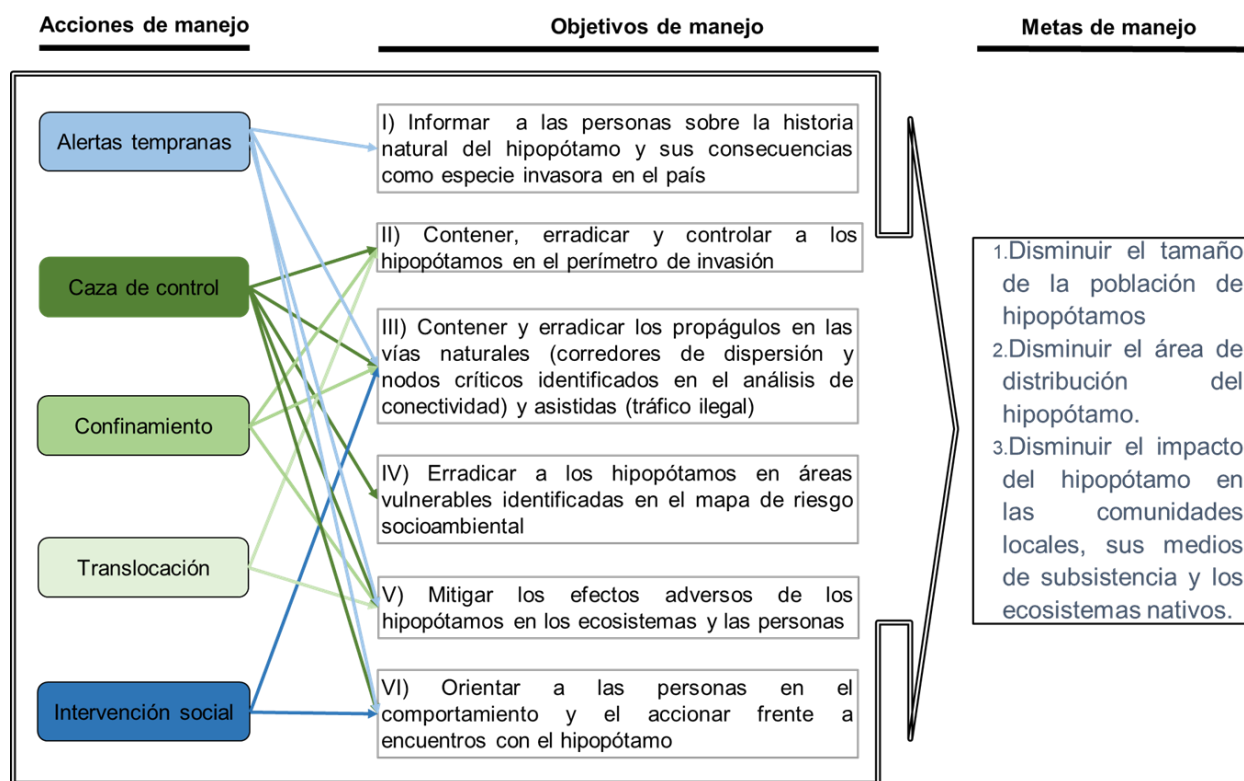 Acciones de manejo
Objetivos de manejo
Metas de manejo
Alertas tempranas
Caza de control
Confinamiento
Translocación
Intervención social
I) Informar a las personas sobre la historia
natural del hipopótamo y sus consecuencias
como especie invasora en el país
II) Contener, erradicar y controlar a los
hipopótamos en el perímetro de invasión
III) Contener y erradicar los propágulos en las
vías naturales (corredores de dispersión y
nodos críticos identificados en el análisis de
conectividad) y asistidas (tráfico ilegal)
IV) Erradicar a los hipopótamos en áreas
vulnerables identificadas en el mapa de riesgo
socioambiental
V) Mitigar los efectos adversos de los
hipopótamos en los ecosistemas y las personas
VI) Orientar a las personas en el
comportamiento y el accionar frente a
encuentros con el hipopótamo
1.Disminuir el tamaño
de la población de
hipopótamos
2.Disminuir el área de
distribución del
hipopótamo.
3.Disminuir el impacto
del hipopótamo en
las comunidades
locales, sus medios
de subsistencia y los
ecosistemas nativos.